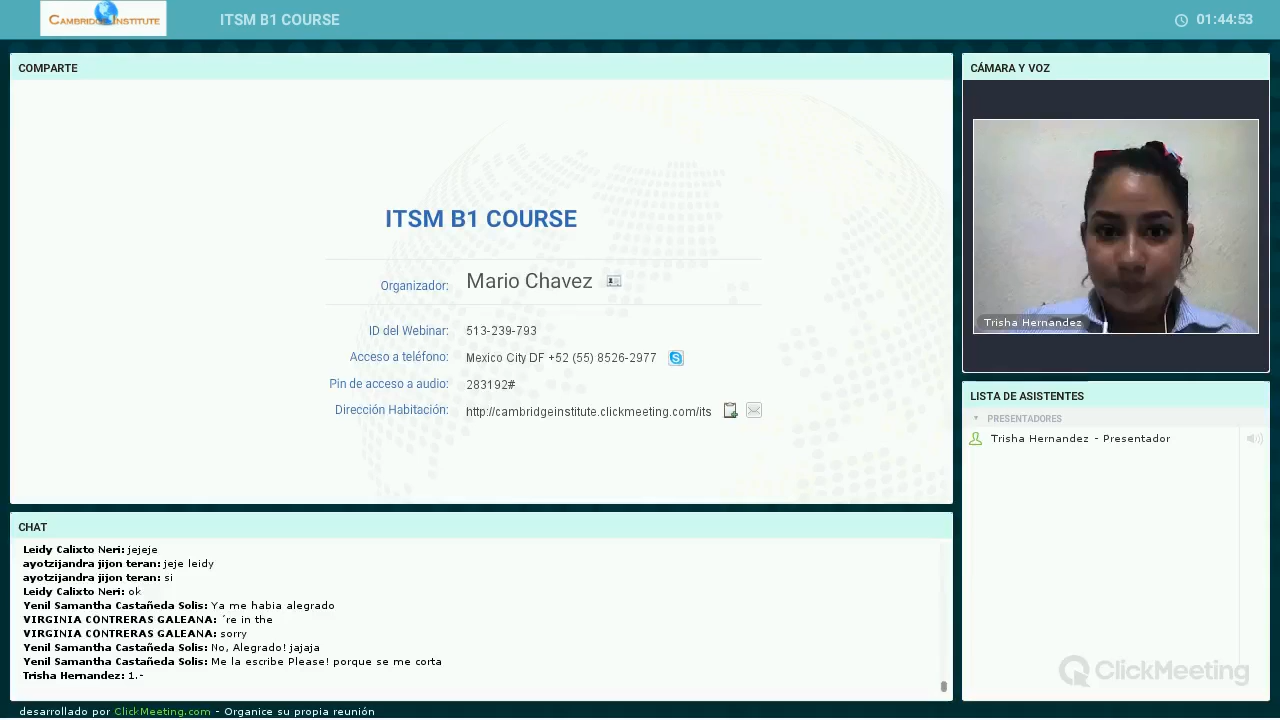 CAMBRIDGE INSTITUTE
ITSM B1 COURSE
01:44:53
COMPARTE
ITSM B1 COURSE
Organizador: Mario Chavez
ID del Webinar: 513-239-793
Acceso a teléfono: Mexico City DF +52 (55) 8526-2977
Pin de acceso a audio: 283192#
Dirección Habitación: http://cambridgeinstitute.clickmeeting.com/its
CÁMARA Y VOZ
Trisha Hernandez
LISTA DE ASISTENTES
PRESENTADORES
Trisha Hernandez - Presentador
CHAT
Leidy Calixto Neri: jejeje
ayotzijandra jijon teran: jeje leidy
ayotzijandra jijon teran: si
Leidy Calixto Neri: ok
Yenil Samantha Castañeda Solis: Ya me habia alegrado
VIRGINIA CONTRERAS GALEANA: ´re in the
VIRGINIA CONTRERAS GALEANA: sorry
Yenil Samantha Castañeda Solis: No, Alegrado! jajaja
Yenil Samantha Castañeda Solis: Me la escribe Please! porque se me corta
Trisha Hernandez: 1.-
ClickMeeting
desarrollado por ClickMeeting.com - Organice su propia reunión